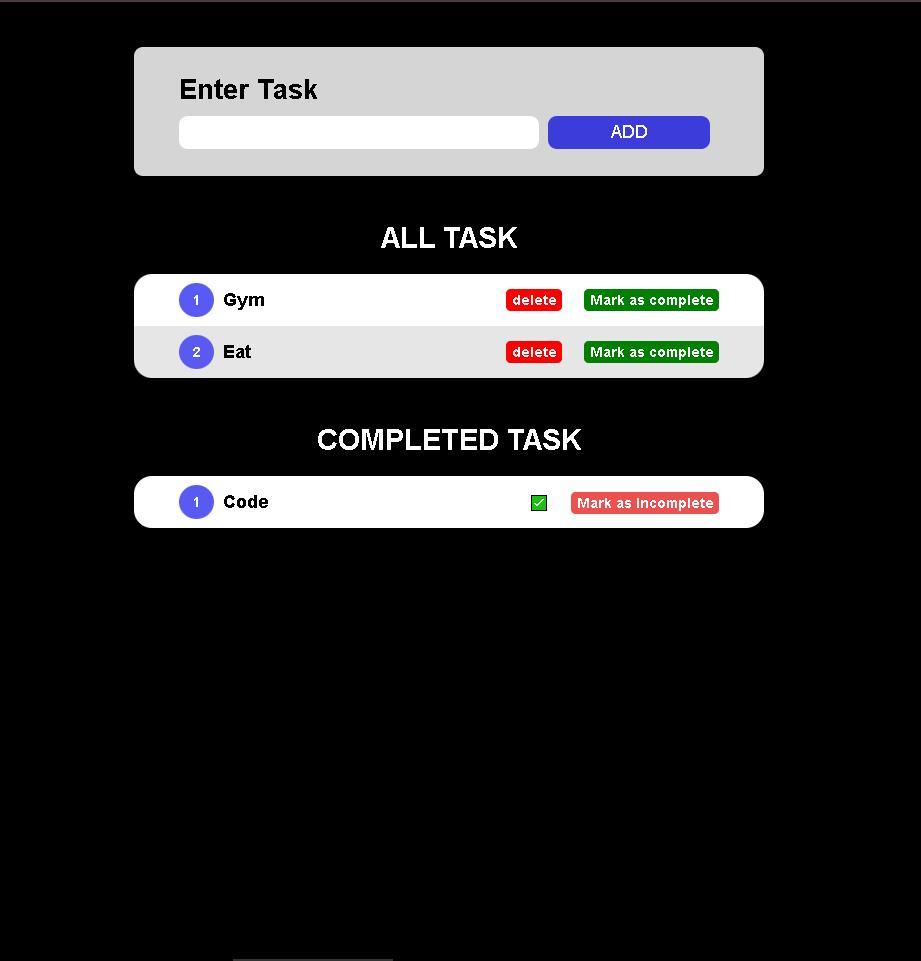 Enter Task
ADD
ALL TASK
1 Gym delete Mark as complete
2 Eat delete Mark as complete
COMPLETED TASK
1 Code Mark as Incomplete